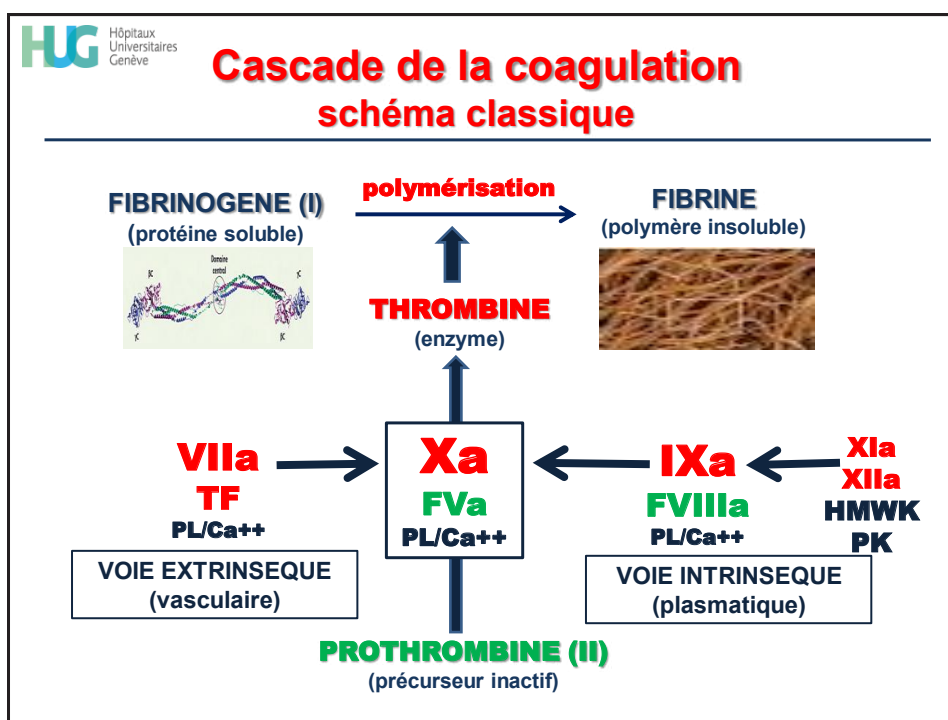 HUG
Hôpitaux
Universitaires
Genève
Cascade de la coagulation
schéma classique
FIBRINOGENE (I)
(protéine soluble)
polymérisation
FIBRINE
(polymère insoluble)
Domaine
central
THROMBINE
(enzyme)
VIIa
TF
PL/Ca++
VOIE EXTRINSEQUE
(vasculaire)
Xa
FVa
PL/Ca++
IXa
FVIIIa
PL/Ca++
VOIE INTRINSEQUE
(plasmatique)
XIa
XIIa
HMWK
PK
PROTHROMBINE (II)
(précurseur inactif)